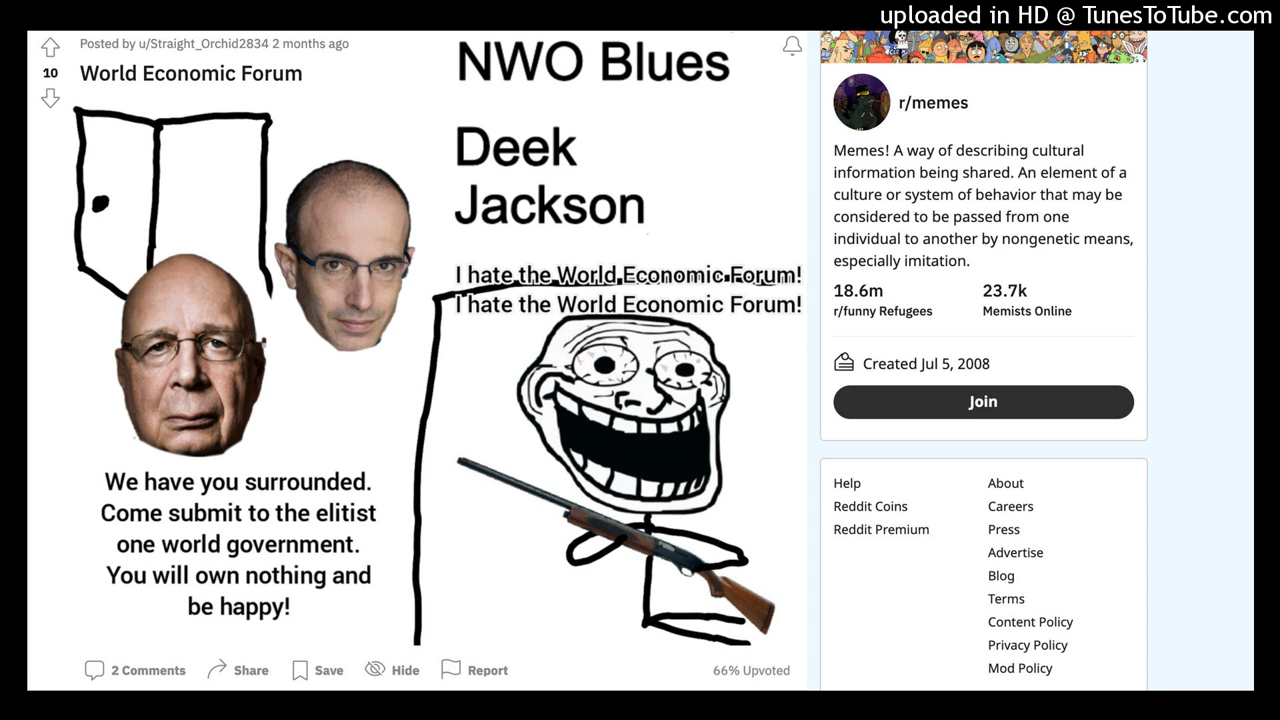 uploaded in HD @ TunesToTube.com
Posted by u/Straight_Orchid2834 2 months ago
10
World Economic Forum
NWO Blues
Deek
Jackson
I hate the World Economic Forum!
I hate the World Economic Forum!
We have you surrounded.
Come submit to the elitist
one world government.
You will own nothing and
be happy!
2 Comments
Share
Save
Hide
Report
66% Upvoted
r/memes
Memes! A way of describing cultural
information being shared. An element of a
culture or system of behavior that may be
considered to be passed from one
individual to another by nongenetic means,
especially imitation.
18.6m
r/funny Refugees
23.7k
Memists Online
Created Jul 5, 2008
Join
Help
Reddit Coins
Reddit Premium
About
Careers
Press
Advertise
Blog
Terms
Content Policy
Privacy Policy
Mod Policy